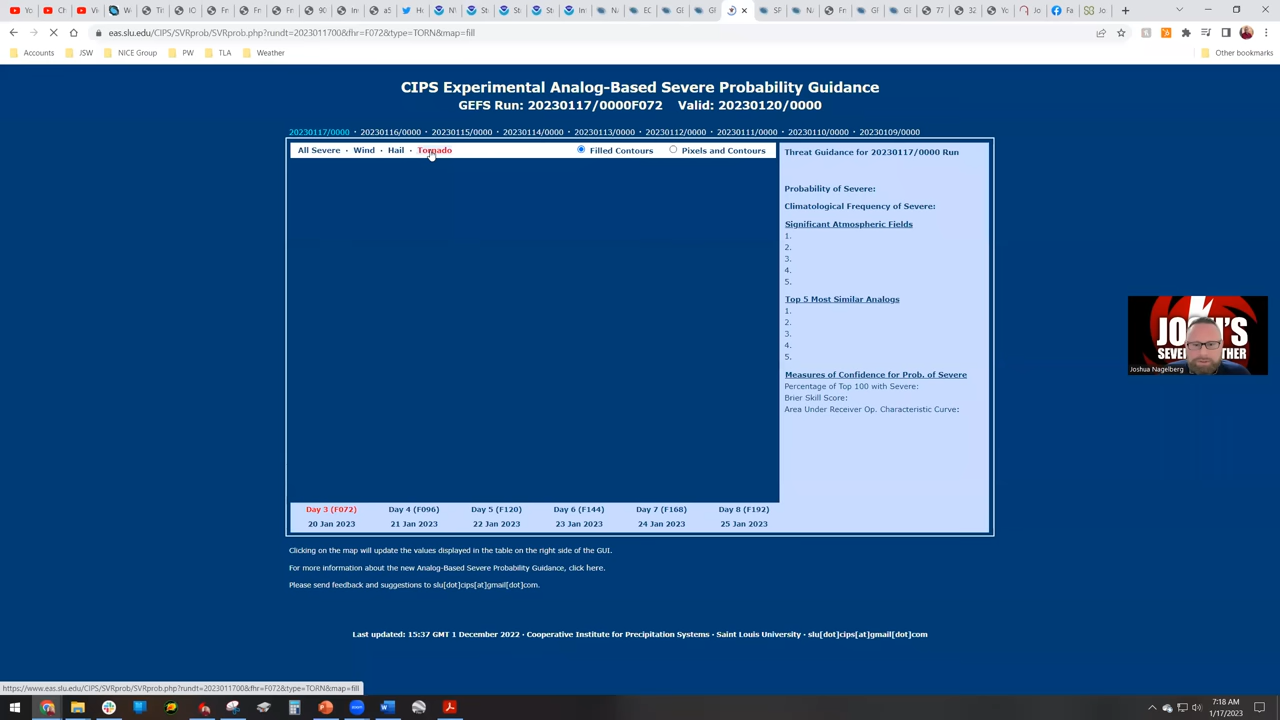 eas.slu.edu/CIPS/SVRprob/SVRprob.php?rundt=2023011700&fhr=F072&type=TORN&map=fill
Accounts
JSW
NICE Group
PW
TLA
Weather
Other bookmarks
CIPS Experimental Analog-Based Severe Probability Guidance
GEFS Run: 20230117/0000F072 Valid: 20230120/0000
20230117/0000 · 20230116/0000 · 20230115/0000 · 20230114/0000 · 20230113/0000 · 20230112/0000 · 20230111/0000 · 20230110/0000 · 20230109/0000
All Severe · Wind · Hail · Tornado
Filled Contours
Pixels and Contours
Threat Guidance for 20230117/0000 Run
Probability of Severe:
Climatological Frequency of Severe:
Significant Atmospheric Fields
1.
2.
3.
4.
5.
Top 5 Most Similar Analogs
1.
2.
3.
4.
5.
Measures of Confidence for Prob. of Severe
Percentage of Top 100 with Severe:
Brier Skill Score:
Area Under Receiver Op. Characteristic Curve:
Joshua Nagelberg
Day 3 (F072) Day 4 (F096) Day 5 (F120) Day 6 (F144) Day 7 (F168) Day 8 (F192)
20 Jan 2023 21 Jan 2023 22 Jan 2023 23 Jan 2023 24 Jan 2023 25 Jan 2023
Clicking on the map will update the values displayed in the table on the right side of the GUI.
For more information about the new Analog-Based Severe Probability Guidance, click here.
Please send feedback and suggestions to slu[dot]cips[at]gmail[dot]com.
Last updated: 15:37 GMT 1 December 2022 · Cooperative Institute for Precipitation Systems · Saint Louis University · slu[dot]cips[at]gmail[dot]com
https://www.eas.slu.edu/CIPS/SVRprob/SVRprob.php?rundt=2023011700&fhr=F072&type=TORN&map=fill
7:18 AM
1/17/2023